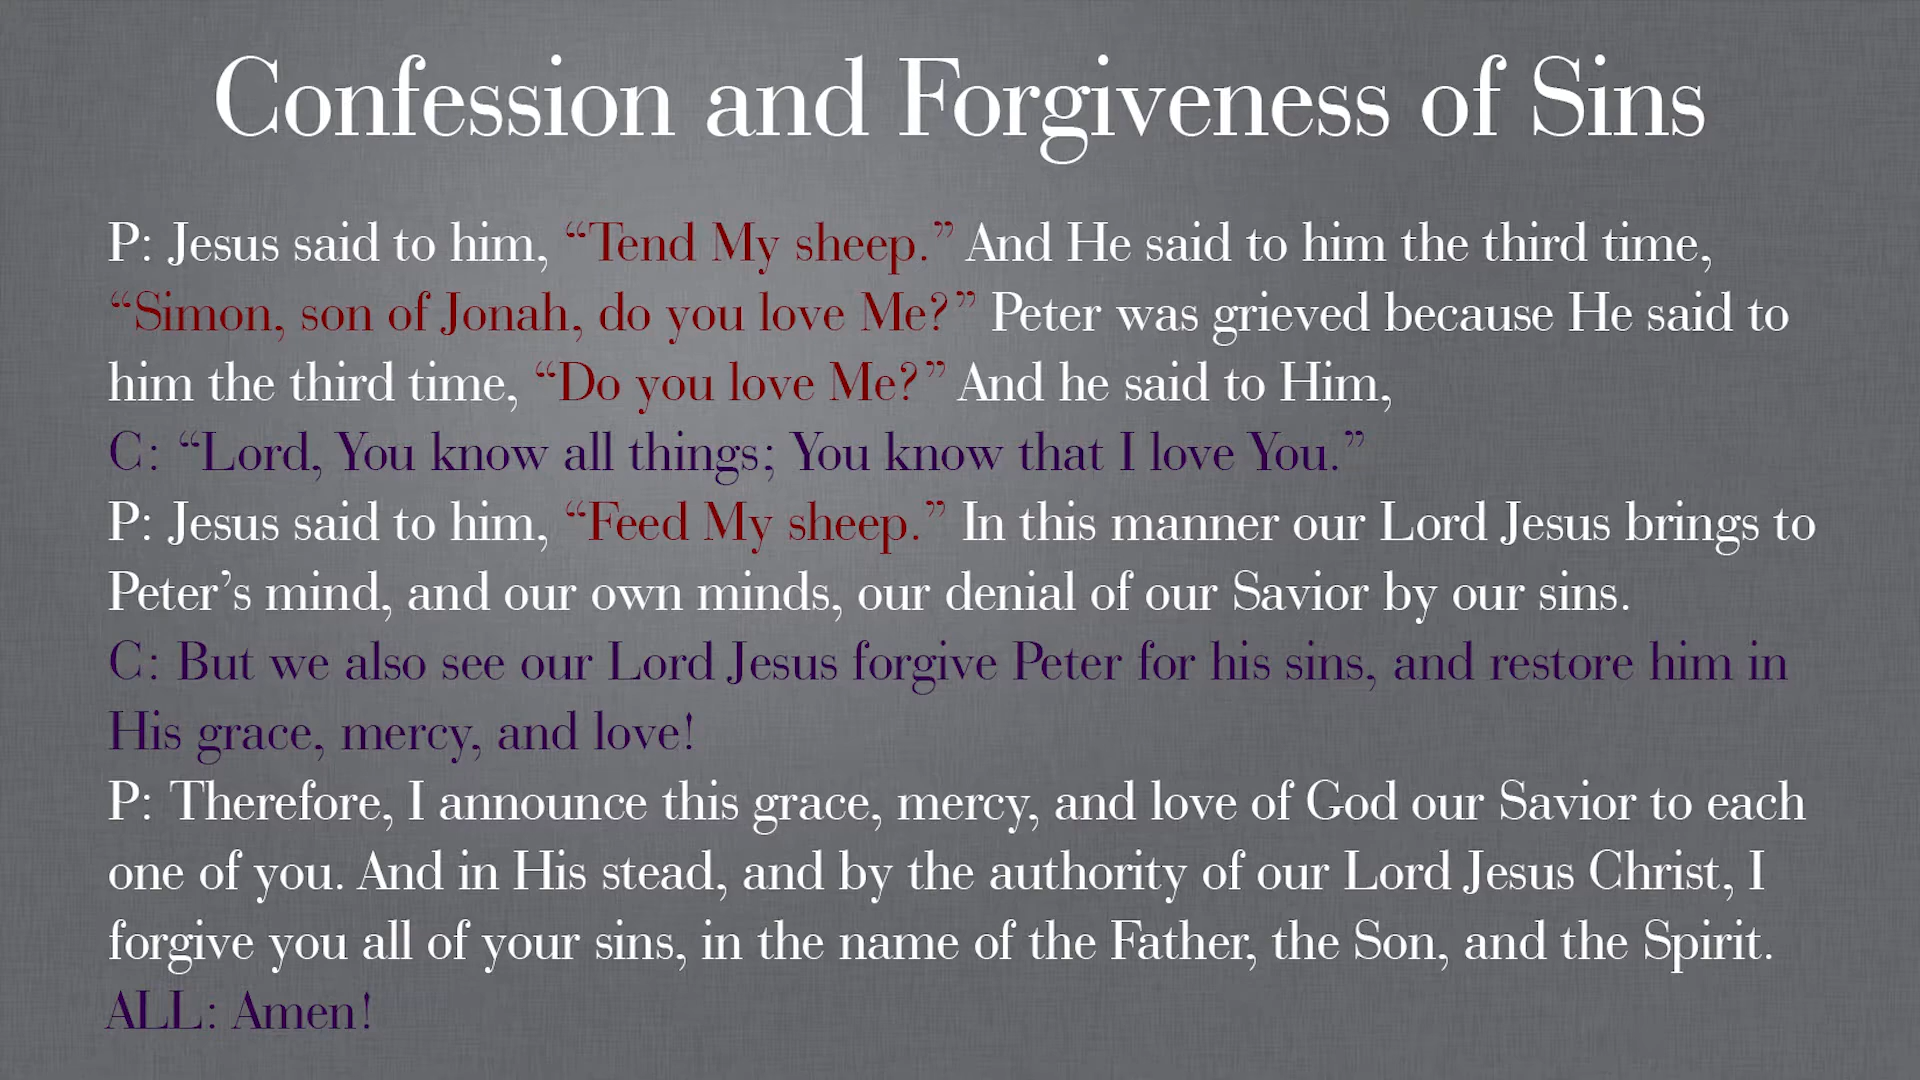 Confession and Forgiveness of Sins
P: Jesus said to him, “Tend My sheep.” And He said to him the third time,
“Simon, son of Jonah, do you love Me?” Peter was grieved because He said to
him the third time, “Do you love Me?” And he said to Him,
C: “Lord, You know all things; You know that I love You.”
P: Jesus said to him, “Feed My sheep.” In this manner our Lord Jesus brings to
Peter’s mind, and our own minds, our denial of our Savior by our sins.
C: But we also see our Lord Jesus forgive Peter for his sins, and restore him in
His grace, mercy, and love!
P: Therefore, I announce this grace, mercy, and love of God our Savior to each
one of you. And in His stead, and by the authority of our Lord Jesus Christ, I
forgive you all of your sins, in the name of the Father, the Son, and the Spirit.
ALL: Amen!